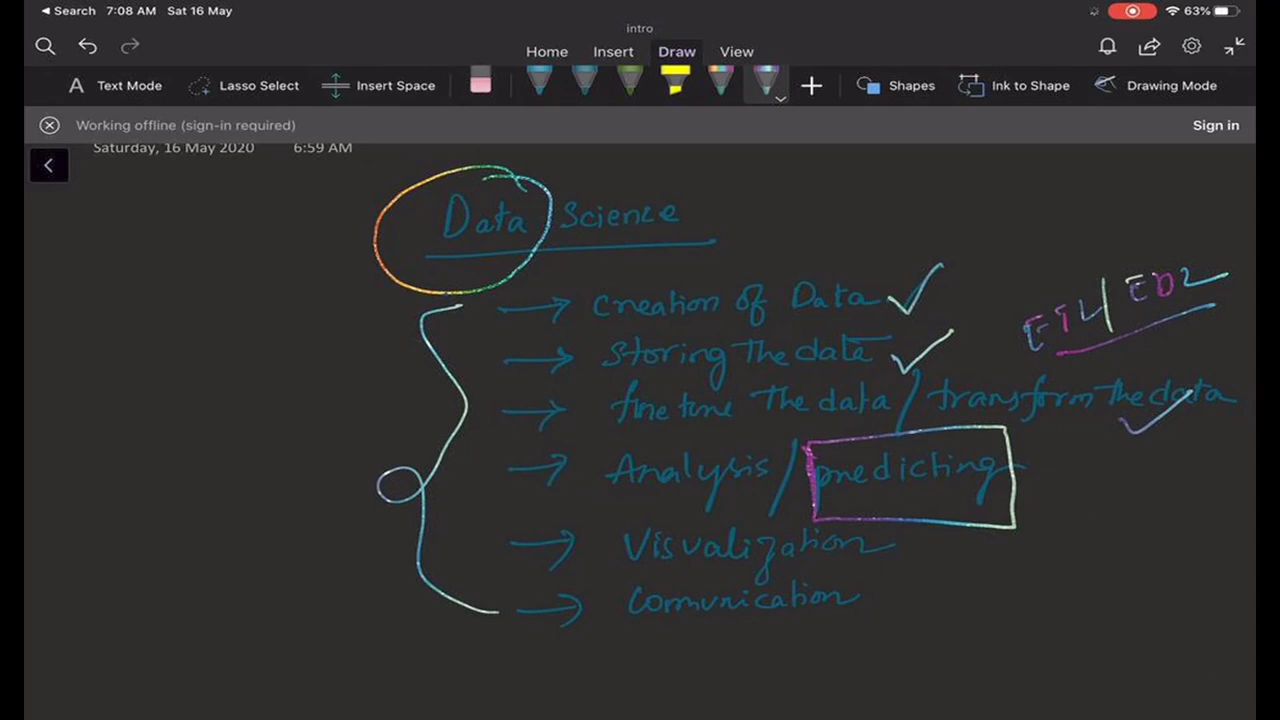 Search 7:08 AM Sat 16 May 63%
intro
Home Insert Draw View
Text Mode Lasso Select Insert Space Shapes Ink to Shape Drawing Mode
Working offline (sign-in required) Sign in
Saturday, 16 May 2020 6:59 AM
Data Science
→ Creation of Data ✓
ETL/ED2
→ Storing the data ✓
→ fine tune The data / transform the data ✓
→ Analysis / predicting
→ Visualization
→ Comunication